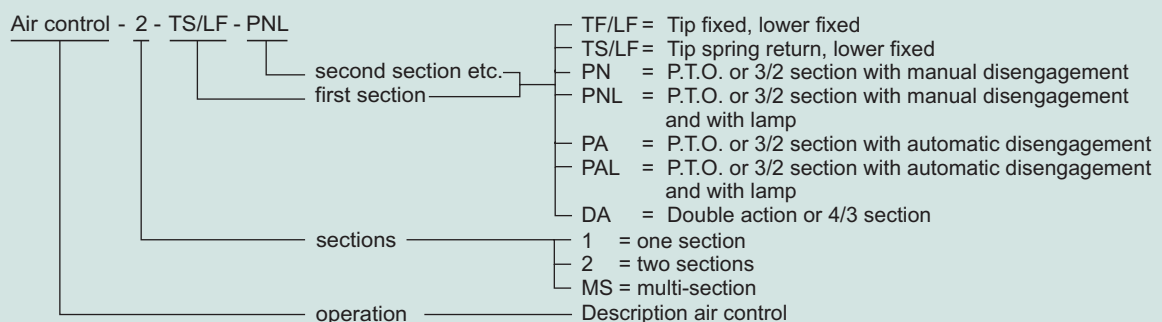 Air control - 2 - TS/LF - PNL
second section etc.
first section
TF/LF = Tip fixed, lower fixed
TS/LF = Tip spring return, lower fixed
PN = P.T.O. or 3/2 section with manual disengagement
PNL = P.T.O. or 3/2 section with manual disengagement
and with lamp
PA = P.T.O. or 3/2 section with automatic disengagement
PAL = P.T.O. or 3/2 section with automatic disengagement
and with lamp
DA = Double action or 4/3 section
sections
1 = one section
2 = two sections
MS = multi-section
operation
Description air control